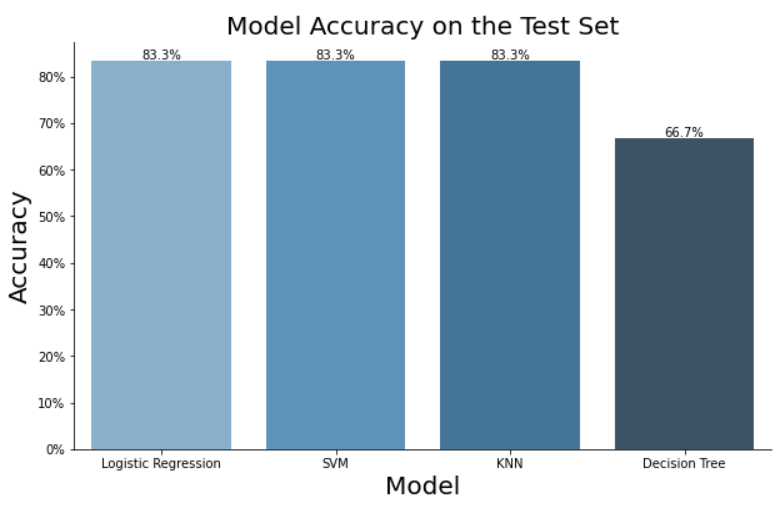 Model Accuracy on the Test Set
83.3%
83.3%
83.3%
66.7%
Accuracy
80%
70%
60%
50%
40%
30%
20%
10%
0%
Logistic Regression
SVM
KNN
Decision Tree
Model